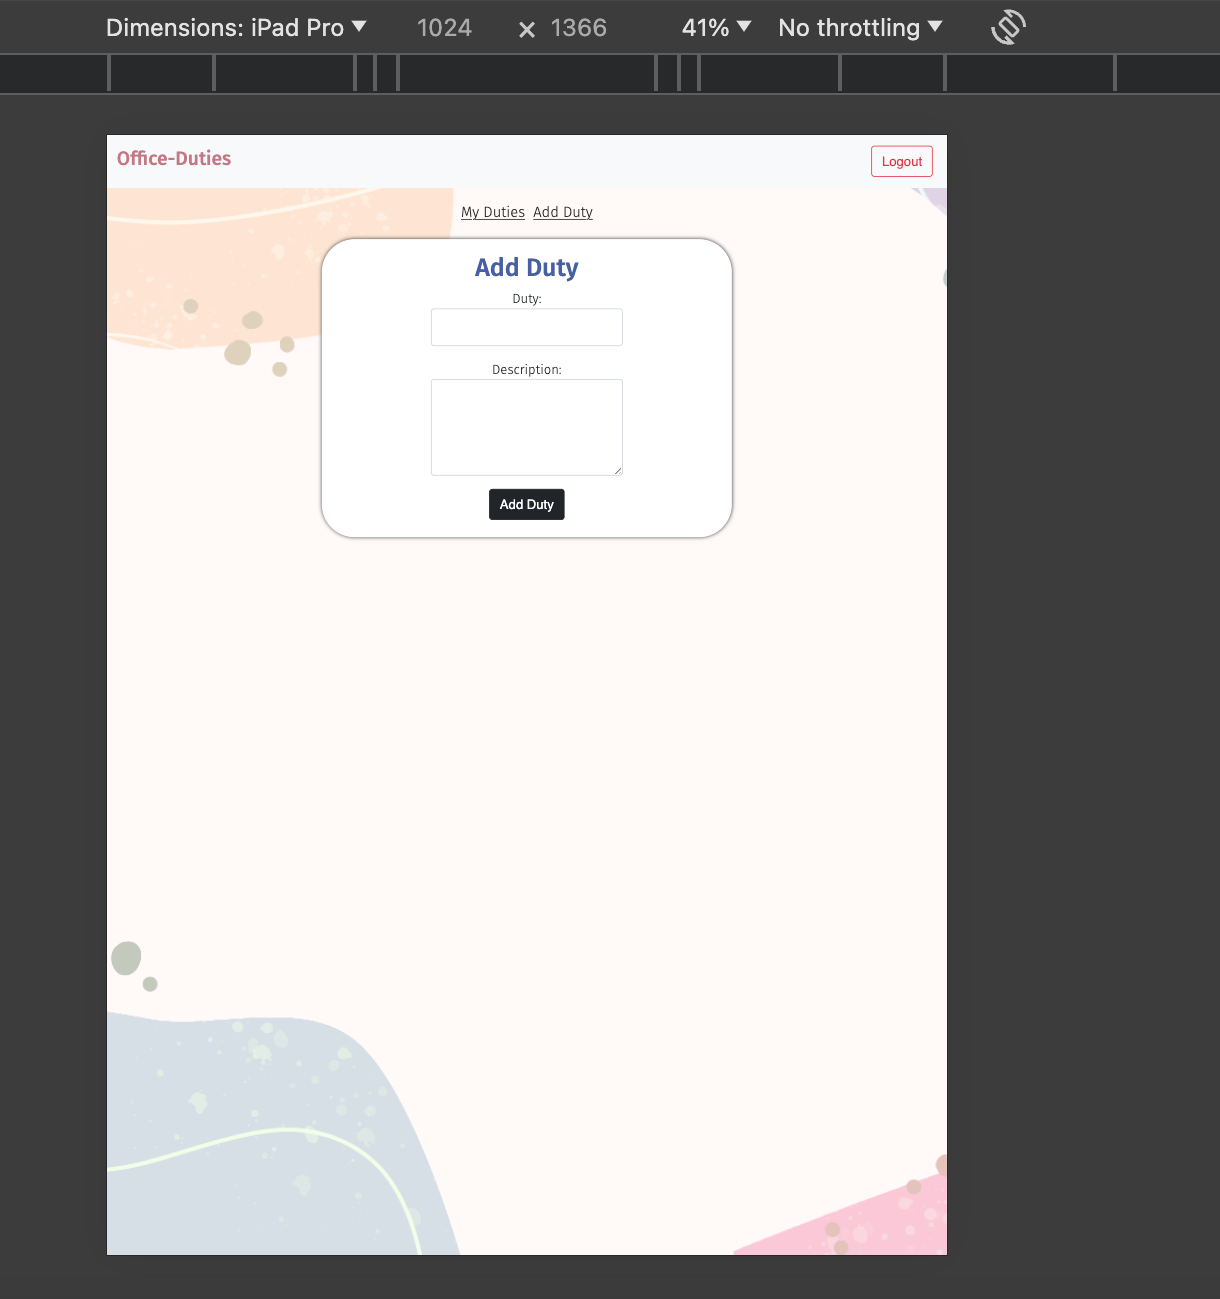 Dimensions: iPad Pro ▼ 1024 × 1366 41% ▼ No throttling ▼
Office-Duties
Logout
My Duties Add Duty
Add Duty
Duty:
Description:
Add Duty